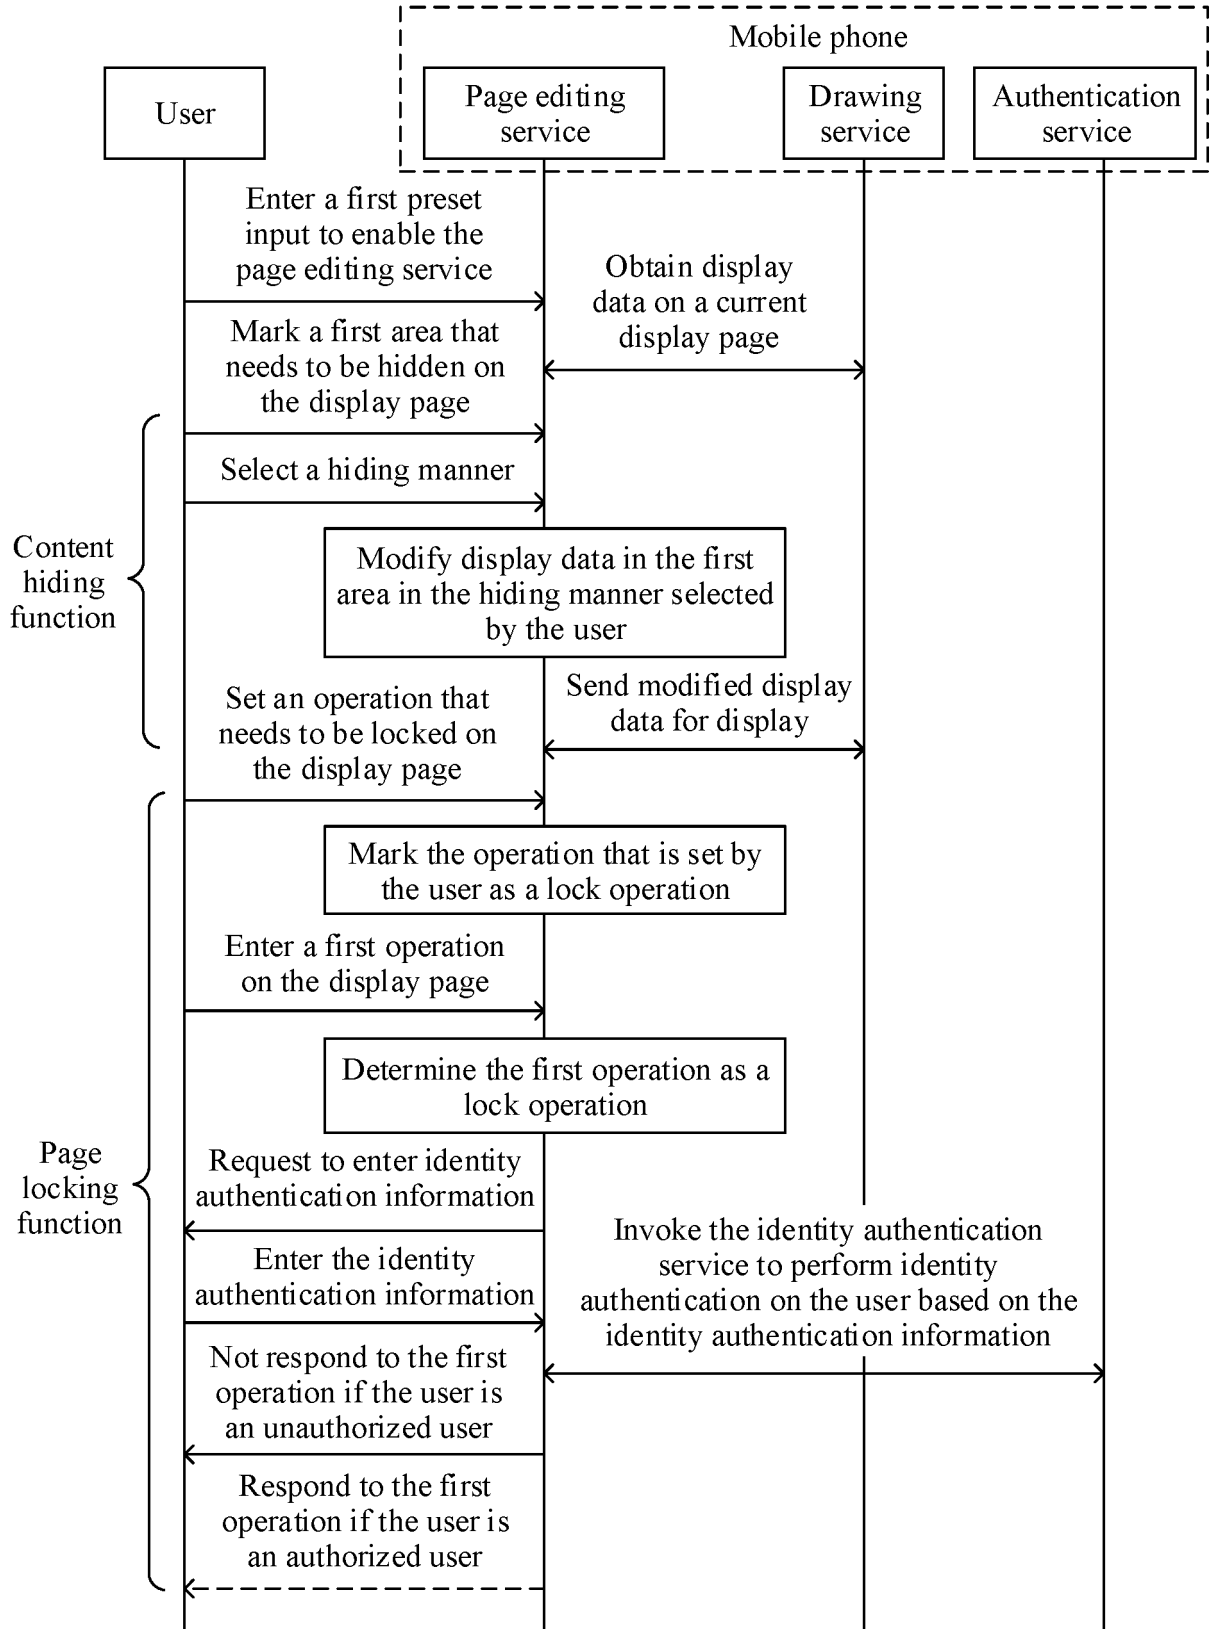 Mobile phone
User
Page editing
service
Drawing
service
Authentication
service
Enter a first preset
input to enable the
page editing service
Obtain display
data on a current
display page
Mark a first area that
needs to be hidden on
the display page
Select a hiding manner
Content
hiding
function
Modify display data in the first
area in the hiding manner selected
by the user
Send modified display
data for display
Set an operation that
needs to be locked on
the display page
Mark the operation that is set by
the user as a lock operation
Enter a first operation
on the display page
Determine the first operation as a
lock operation
Page
locking
function
Request to enter identity
authentication information
Enter the identity
authentication information
Invoke the identity authentication
service to perform identity
authentication on the user based on the
identity authentication information
Not respond to the first
operation if the user is
an unauthorized user
Respond to the first
operation if the user is
an authorized user